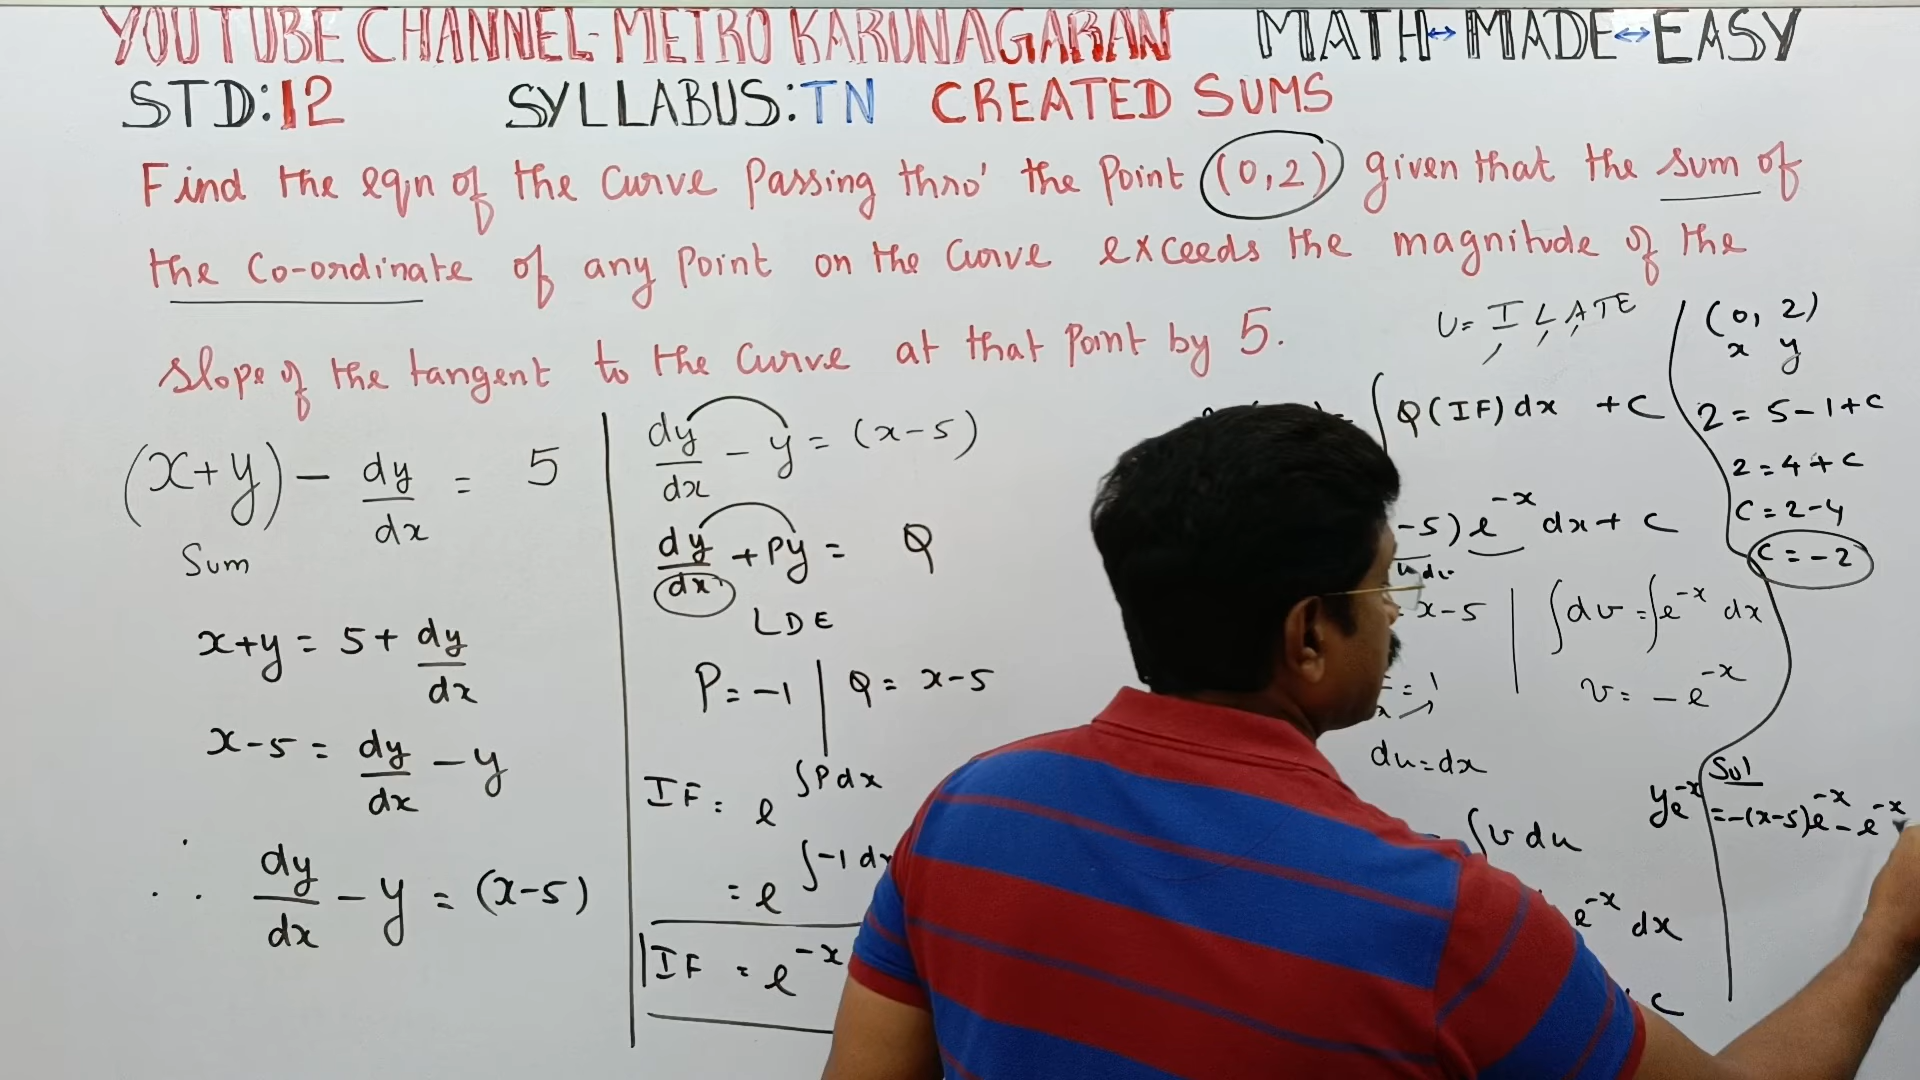 YOUTUBE CHANNEL-METRO KARUNAGARAN MATH↔MADE↔EASY
STD:12 SYLLABUS:TN CREATED SUMS
Find the eqn of the curve passing thro' the point (0,2) given that the sum of
the co-ordinate of any point on the curve exceeds the magnitude of the
slope of the tangent to the curve at that point by 5.
(x+y) - dy/dx = 5
Sum
x+y = 5 + dy/dx
x-5 = dy/dx - y
∴ dy/dx - y = (x-5)
dy/dx - y = (x-5)
dy/dx + Py = Q
LDE
P = -1 | Q = x-5
IF = e^∫Pdx
= e^∫-1 dx
IF = e^-x
U = ILATE
∫Q(IF)dx + C
-5) e^-x dx + C
u dv
x-5 | ∫dv = ∫e^-x dx
= 1
v = -e^-x
du = dx
∫v du
e^-x dx
C
(0, 2)
x y
2 = 5-1+C
2 = 4+C
C = 2-4
C = -2
Sol
ye^-x = -(x-5)e^-x - e^-x